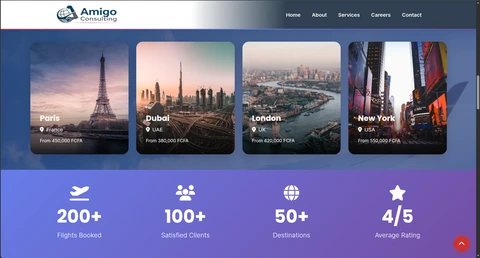 Amigo
Consulting
Home About Services Careers Contact
Paris Dubai London New York
France UAE UK USA
From 450,000 FCFA From 380,000 FCFA From 420,000 FCFA From 550,000 FCFA
200+ 100+ 50+ 4/5
Flights Booked Satisfied Clients Destinations Average Rating